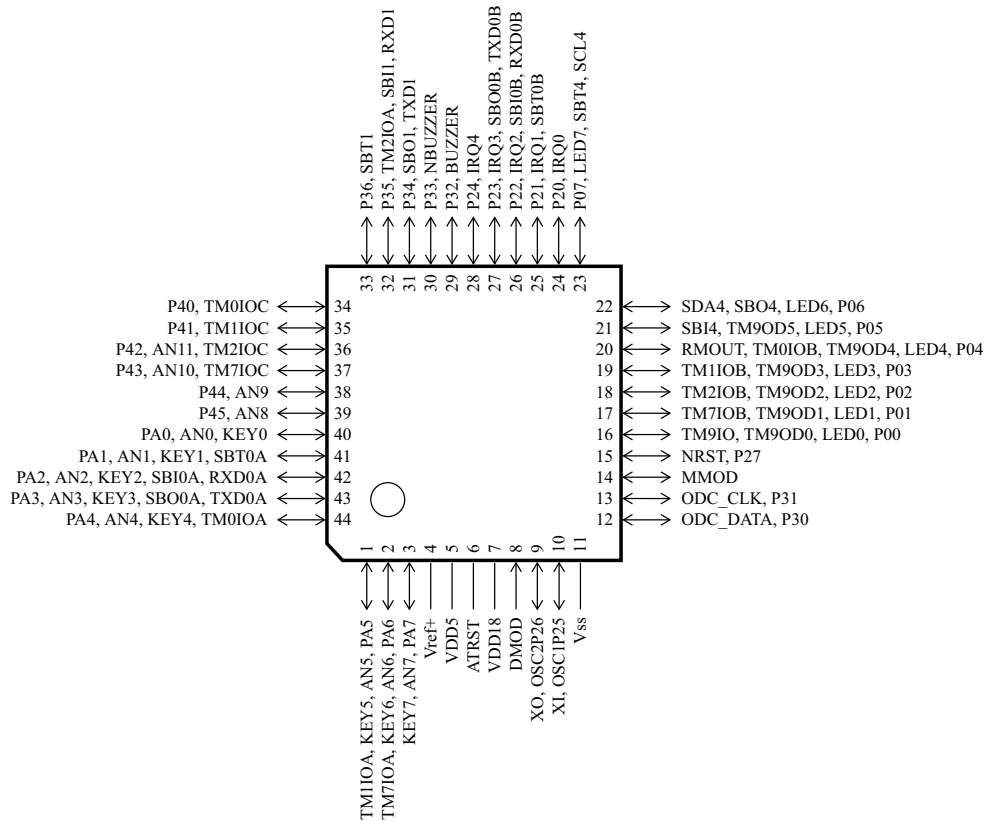 P36, SBT1
P35, TM2IOA, SBI1, RXD1
P34, SBO1, TXD1
P33, NBUZZER
P32, BUZZER
P24, IRQ4
P23, IRQ3, SBO0B, TXD0B
P22, IRQ2, SBI0B, RXD0B
P21, IRQ1, SBT0B
P20, IRQ0
P07, LED7, SBT4, SCL4
33
32
31
30
29
28
27
26
25
24
23
P40, TM0IOC
34
P41, TM1IOC
35
P42, AN11, TM2IOC
36
P43, AN10, TM7IOC
37
P44, AN9
38
P45, AN8
39
PA0, AN0, KEY0
40
PA1, AN1, KEY1, SBT0A
41
PA2, AN2, KEY2, SBI0A, RXD0A
42
PA3, AN3, KEY3, SBO0A, TXD0A
43
PA4, AN4, KEY4, TM0IOA
44
22
SDA4, SBO4, LED6, P06
21
SBI4, TM9OD5, LED5, P05
20
RMOUT, TM0IOB, TM9OD4, LED4, P04
19
TM1IOB, TM9OD3, LED3, P03
18
TM2IOB, TM9OD2, LED2, P02
17
TM7IOB, TM9OD1, LED1, P01
16
TM9IO, TM9OD0, LED0, P00
15
NRST, P27
14
MMOD
13
ODC_CLK, P31
12
ODC_DATA, P30
1
2
3
4
5
6
7
8
9
10
11
TM1IOA, KEY5, AN5, PA5
TM7IOA, KEY6, AN6, PA6
KEY7, AN7, PA7
Vref+
VDD5
ATRST
VDD18
DMOD
XO, OSC2P26
XI, OSC1P25
Vss